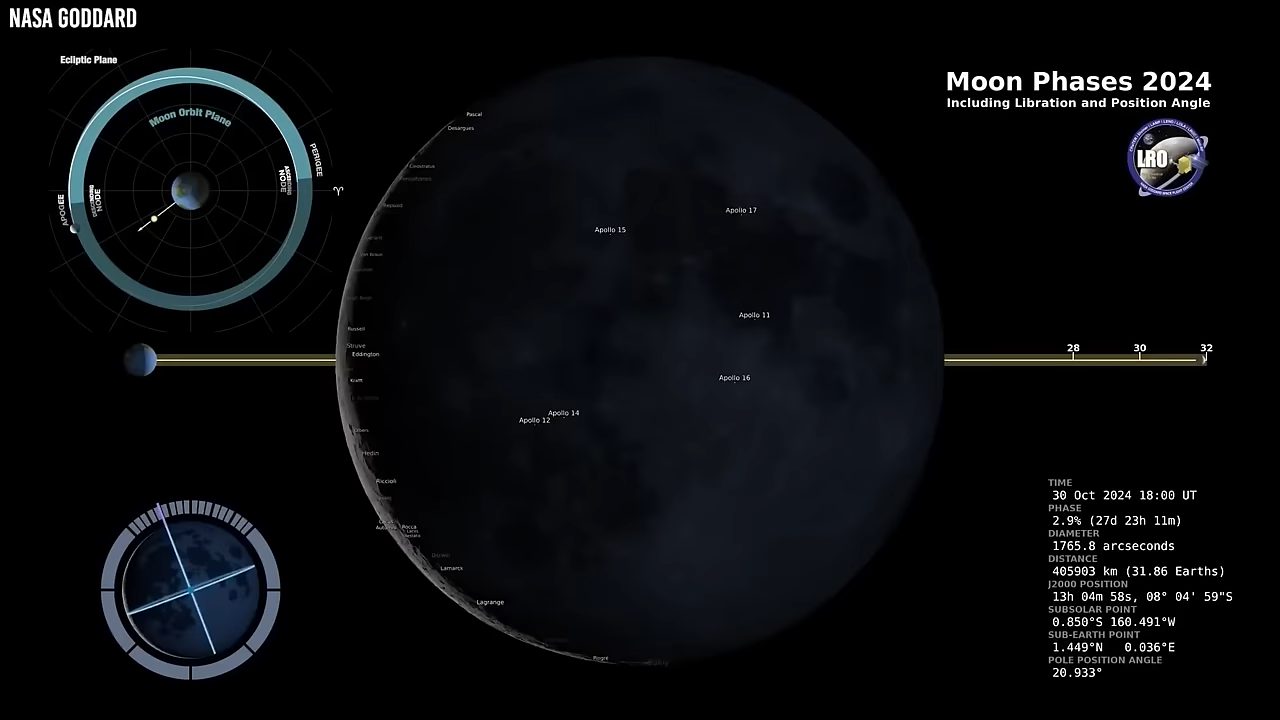 NASA GODDARD
Ecliptic Plane
Moon Orbit Plane
PERIGEE
NODE
APOGEE
Moon Phases 2024
Including Libration and Position Angle
LRO
Pascal
Desargues
Repsold
Apollo 17
Apollo 15
Apollo 11
Russell
Struve
Eddington
28
30
32
Krafft
Apollo 16
Apollo 14
Apollo 12
Olbers
Hedin
Riccioli
Rocca
Lamarck
Lagrange
TIME
30 Oct 2024 18:00 UT
PHASE
2.9% (27d 23h 11m)
DIAMETER
1765.8 arcseconds
DISTANCE
405903 km (31.86 Earths)
J2000 POSITION
13h 04m 58s, 08° 04' 59"S
SUBSOLAR POINT
0.850°S 160.491°W
SUB-EARTH POINT
1.449°N 0.036°E
POLE POSITION ANGLE
20.933°